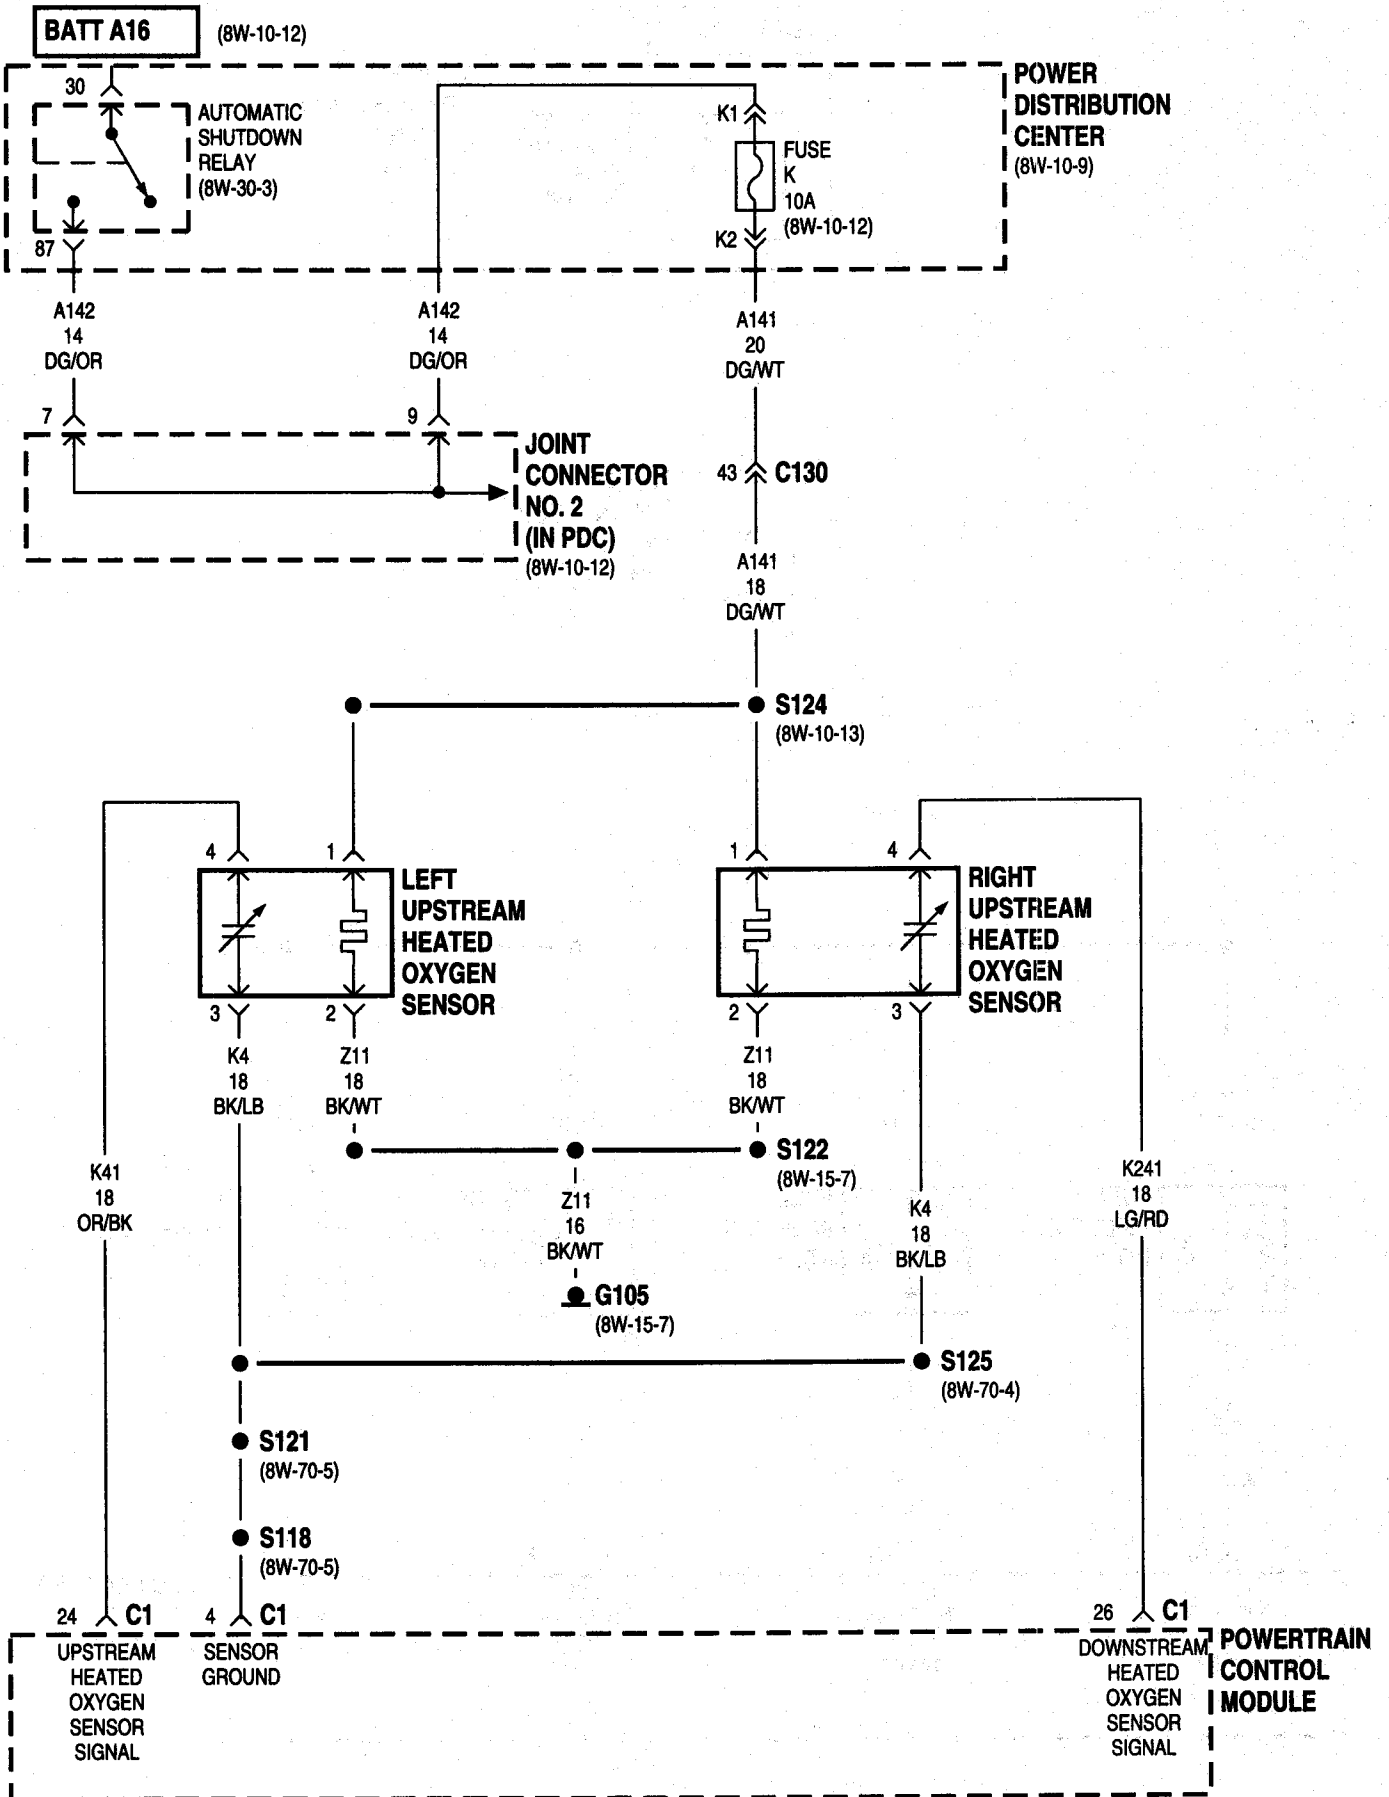 BATT A16
(8W-10-12)
30
AUTOMATIC
SHUTDOWN
RELAY
(8W-30-3)
87
K1
FUSE
K
10A
(8W-10-12)
K2
POWER
DISTRIBUTION
CENTER
(8W-10-9)
A142
14
DG/OR
A142
14
DG/OR
A141
20
DG/WT
7
9
JOINT
CONNECTOR
NO. 2
(IN PDC)
(8W-10-12)
43
C130
A141
18
DG/WT
S124
(8W-10-13)
4
1
LEFT
UPSTREAM
HEATED
OXYGEN
SENSOR
1
4
RIGHT
UPSTREAM
HEATED
OXYGEN
SENSOR
3
2
2
3
K4
18
BK/LB
Z11
18
BK/WT
Z11
18
BK/WT
S122
(8W-15-7)
K41
18
OR/BK
Z11
16
BK/WT
K4
18
BK/LB
K241
18
LG/RD
G105
(8W-15-7)
S125
(8W-70-4)
S121
(8W-70-5)
S118
(8W-70-5)
24
C1
4
C1
26
C1
UPSTREAM
HEATED
OXYGEN
SENSOR
SIGNAL
SENSOR
GROUND
DOWNSTREAM
HEATED
OXYGEN
SENSOR
SIGNAL
POWERTRAIN
CONTROL
MODULE